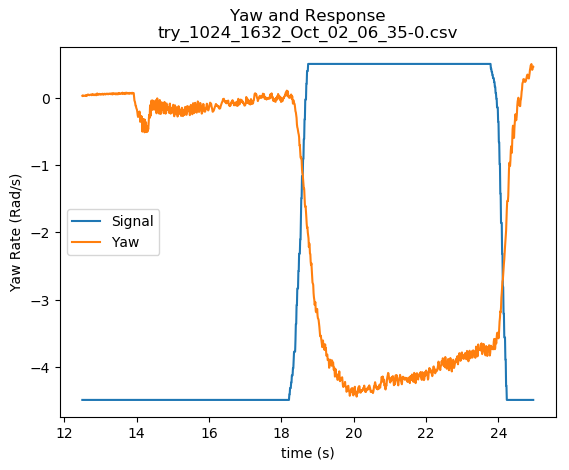 Yaw and Response
try_1024_1632_Oct_02_06_35-0.csv
Yaw Rate (Rad/s)
0
−1
−2
−3
−4
Signal
Yaw
12 14 16 18 20 22 24
time (s)